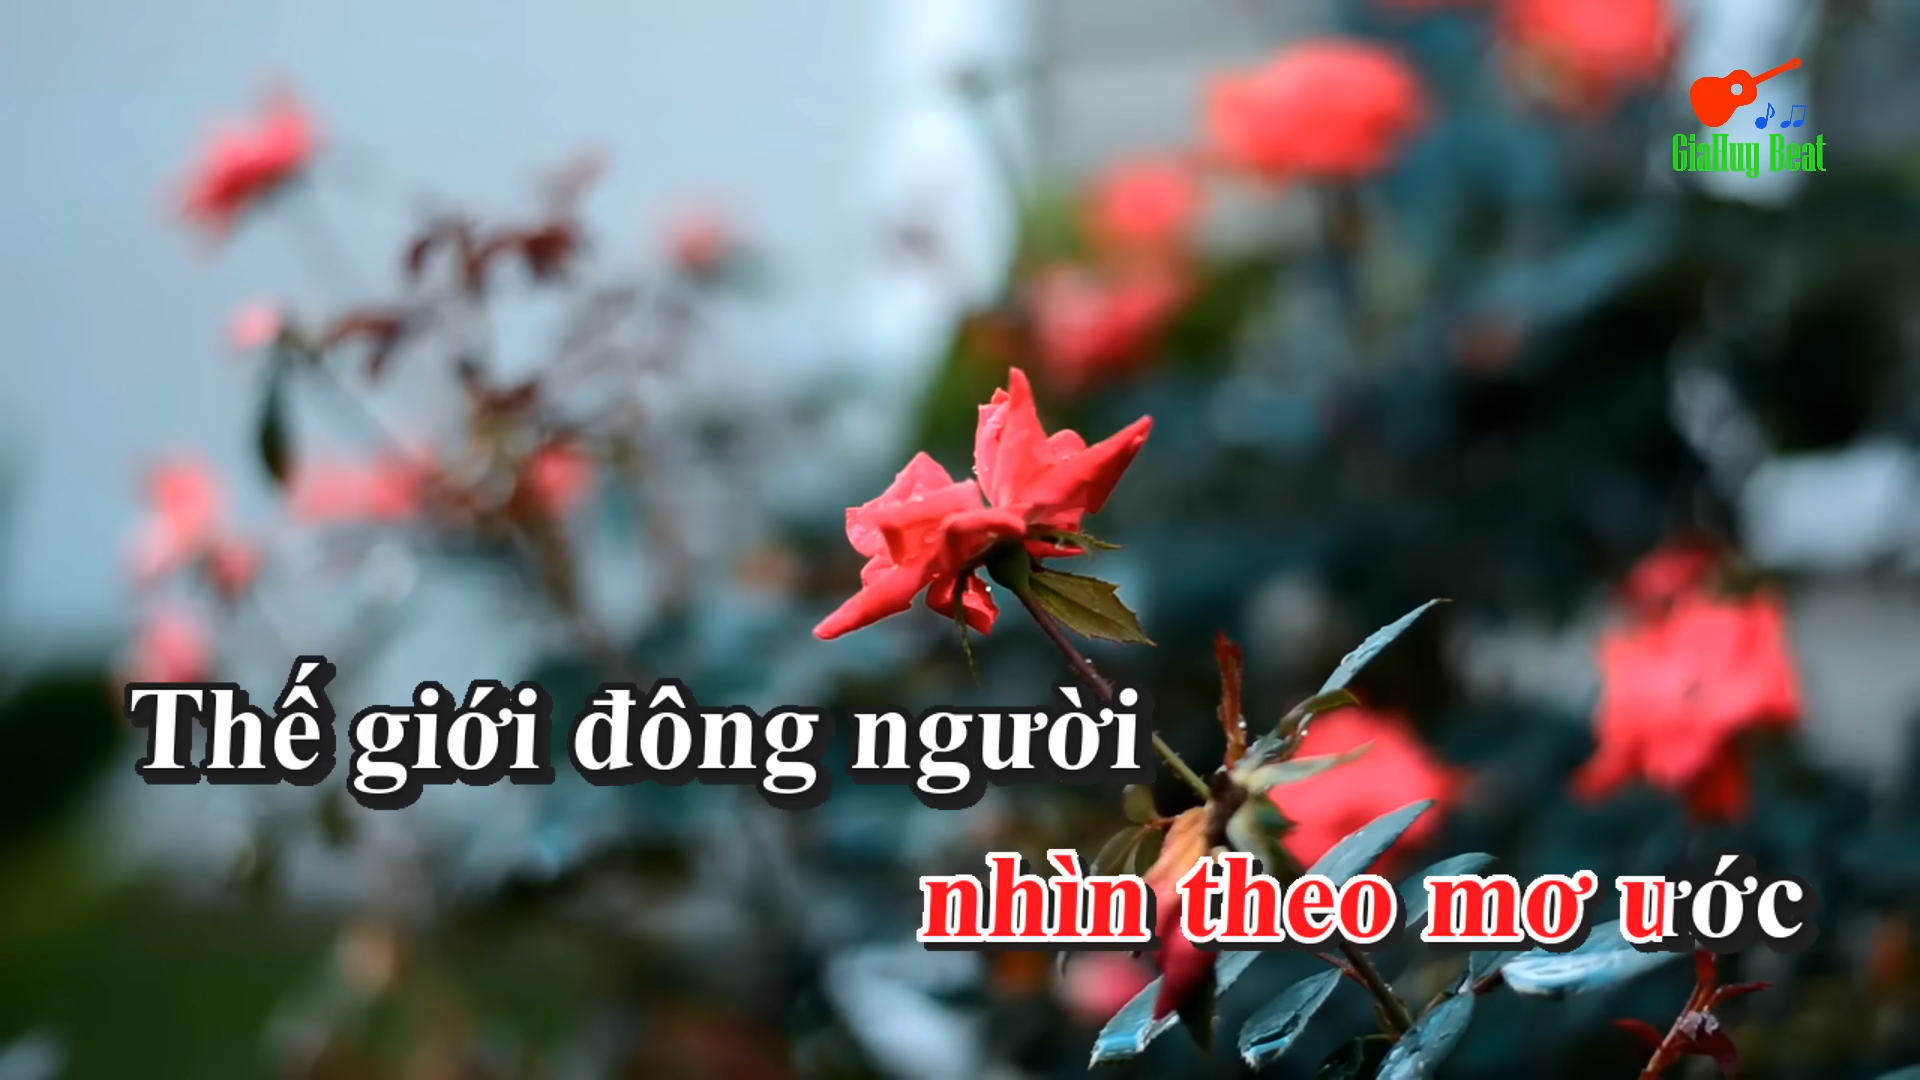 GiaHuy Beat
Thế giới đông người
nhìn theo mơ ước